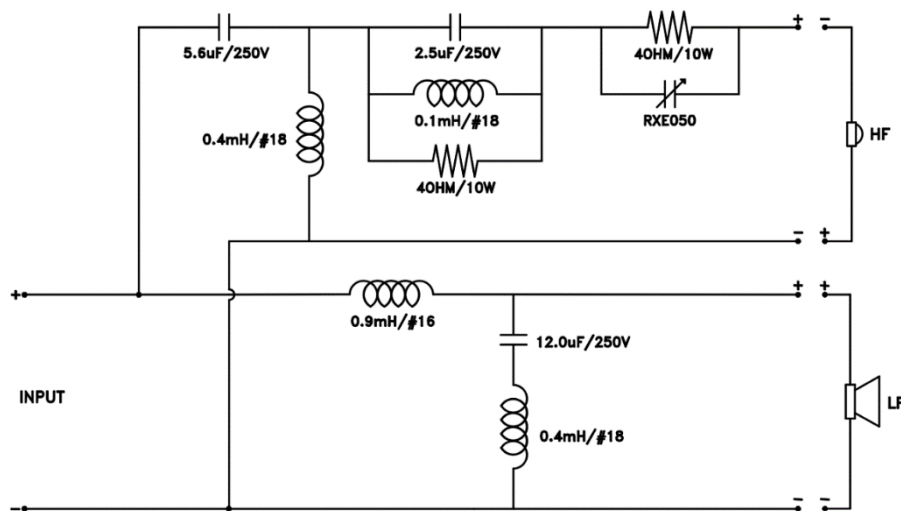 + -
5.6uF/250V
2.5uF/250V
4OHM/10W
0.4mH/#18
0.1mH/#18
RXE050
HF
4OHM/10W
- +
+
+ +
0.9mH/#16
12.0uF/250V
INPUT
LF
0.4mH/#18
-
- -